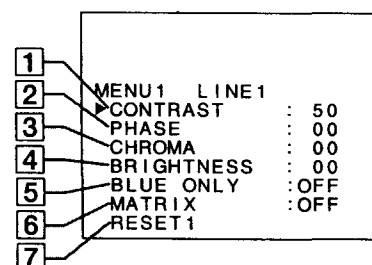 MENU1 LINE1
1 ▶CONTRAST : 50
2 PHASE : 00
3 CHROMA : 00
4 BRIGHTNESS : 00
5 BLUE ONLY :OFF
6 MATRIX :OFF
7 RESET1